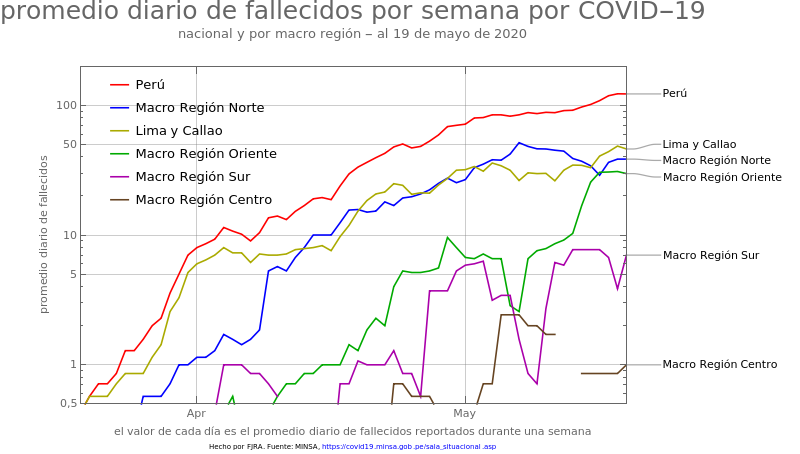 promedio diario de fallecidos por semana por COVID−19
nacional y por macro región − al 19 de mayo de 2020
Perú
Macro Región Norte
Lima y Callao
Macro Región Oriente
Macro Región Sur
Macro Región Centro
promedio diario de fallecidos
100
50
10
5
1
0,5
Apr
May
Perú
Lima y Callao
Macro Región Norte
Macro Región Oriente
Macro Región Sur
Macro Región Centro
el valor de cada día es el promedio diario de fallecidos reportados durante una semana
Hecho por FJRA. Fuente: MINSA, https://covid19.minsa.gob.pe/sala_situacional.asp